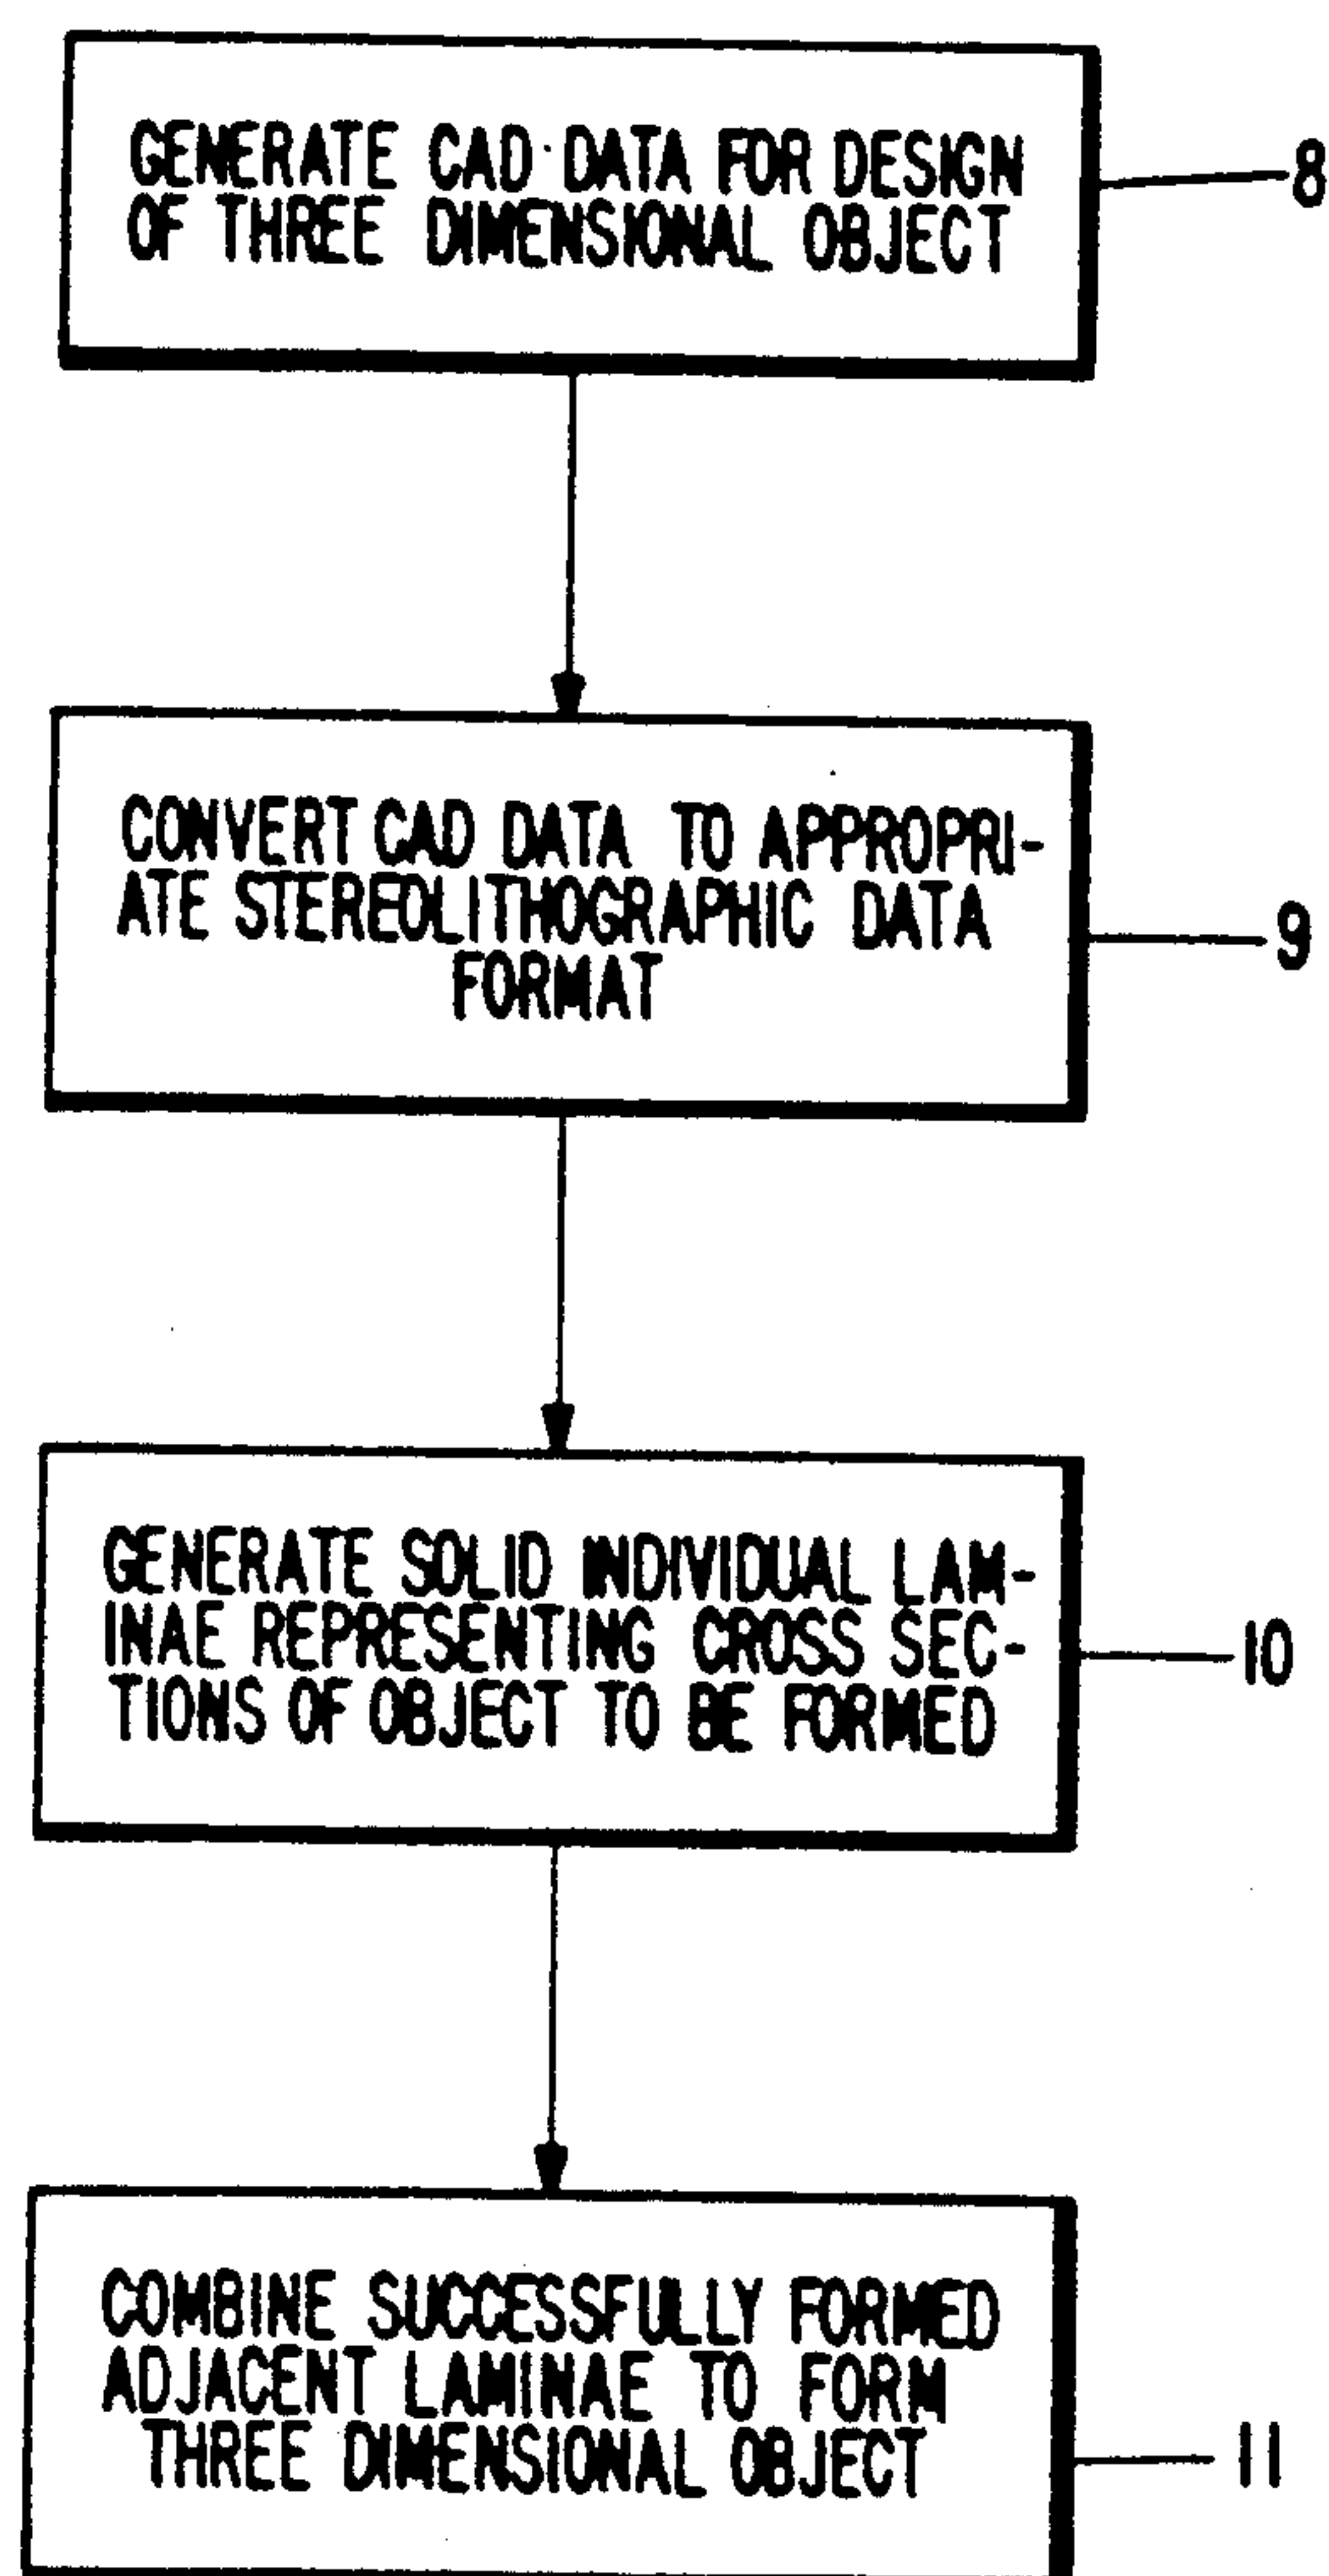 GENERATE CAD DATA FOR DESIGN
OF THREE DIMENSIONAL OBJECT
8
CONVERT CAD DATA TO APPROPRI-
ATE STEREOLITHOGRAPHIC DATA
FORMAT
9
GENERATE SOLID INDIVIDUAL LAM-
INAE REPRESENTING CROSS SEC-
TIONS OF OBJECT TO BE FORMED
10
COMBINE SUCCESSFULLY FORMED
ADJACENT LAMINAE TO FORM
THREE DIMENSIONAL OBJECT
11